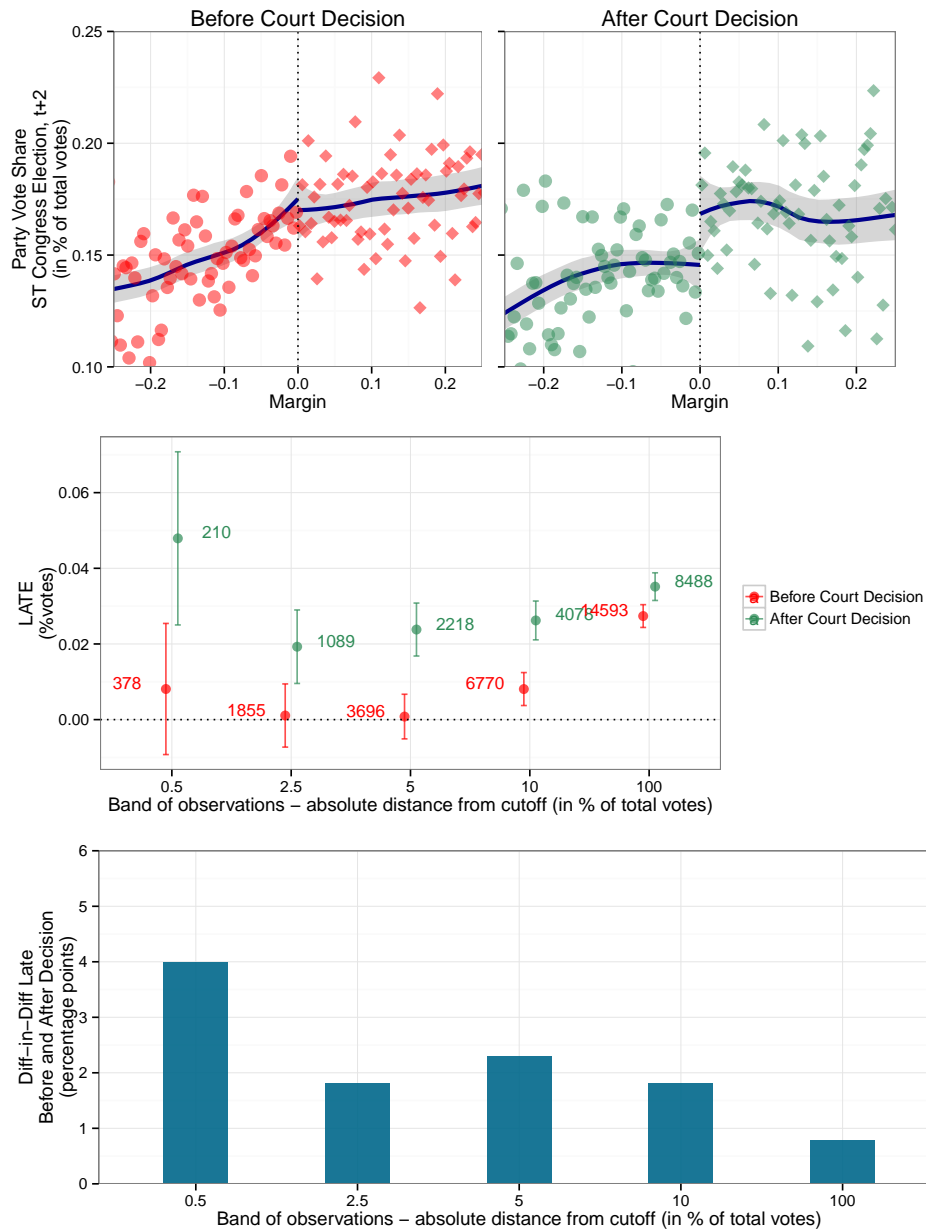 Before Court Decision
After Court Decision
Party Vote Share
ST Congress Election, t+2
(in % of total votes)
0.25
0.20
0.15
0.10
−0.2
−0.1
0.0
0.1
0.2
Margin
−0.2
−0.1
0.0
0.1
0.2
Margin
LATE
(%votes)
0.06
0.04
0.02
0.00
210
378
1089
1855
2218
3696
4078
6770
14593
8488
0.5
2.5
5
10
100
Band of observations − absolute distance from cutoff (in % of total votes)
Before Court Decision
After Court Decision
Diff−in−Diff Late
Before and After Decision
(percentage points)
6
5
4
3
2
1
0
0.5
2.5
5
10
100
Band of observations − absolute distance from cutoff (in % of total votes)